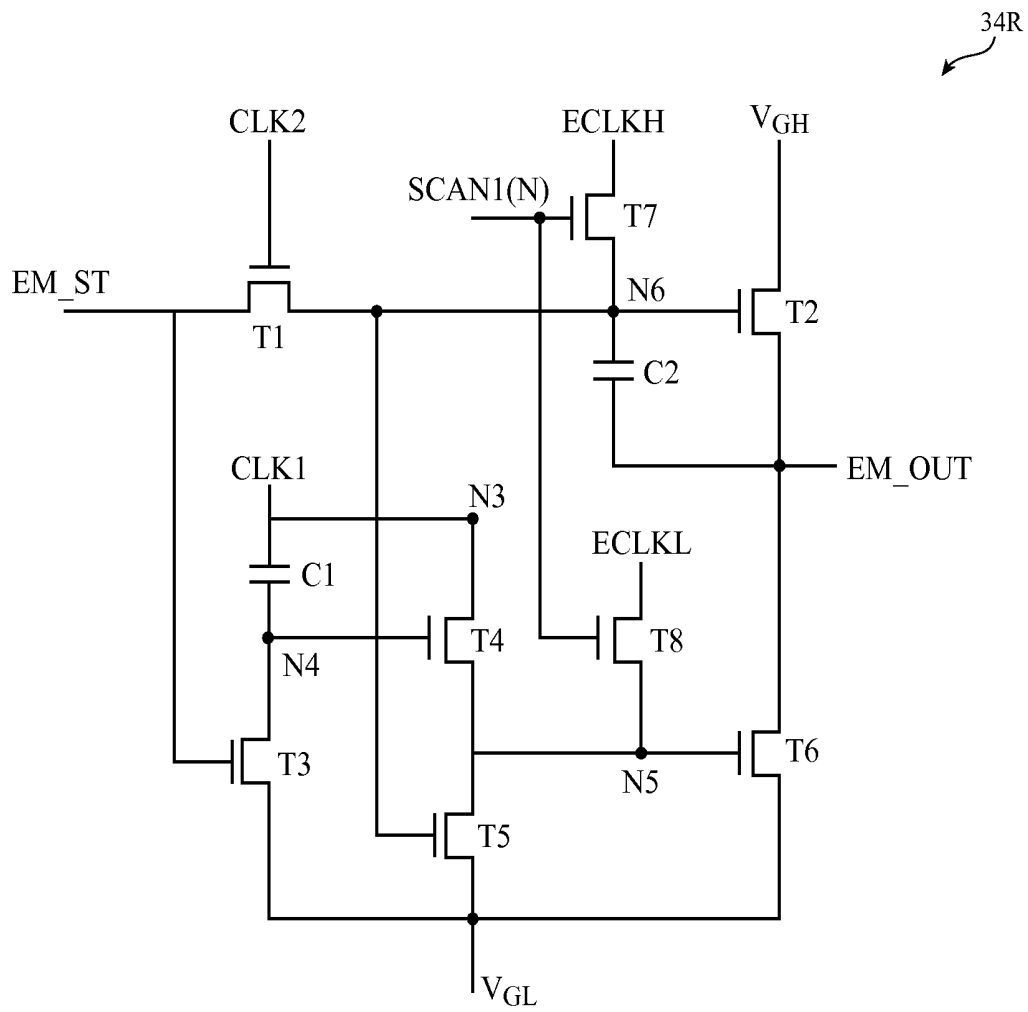 34R
CLK2
ECLKH
VGH
SCAN1(N)
T7
EM_ST
N6
T2
T1
C2
CLK1
N3
EM_OUT
ECLKL
C1
T4
T8
N4
T3
N5
T6
T5
VGL